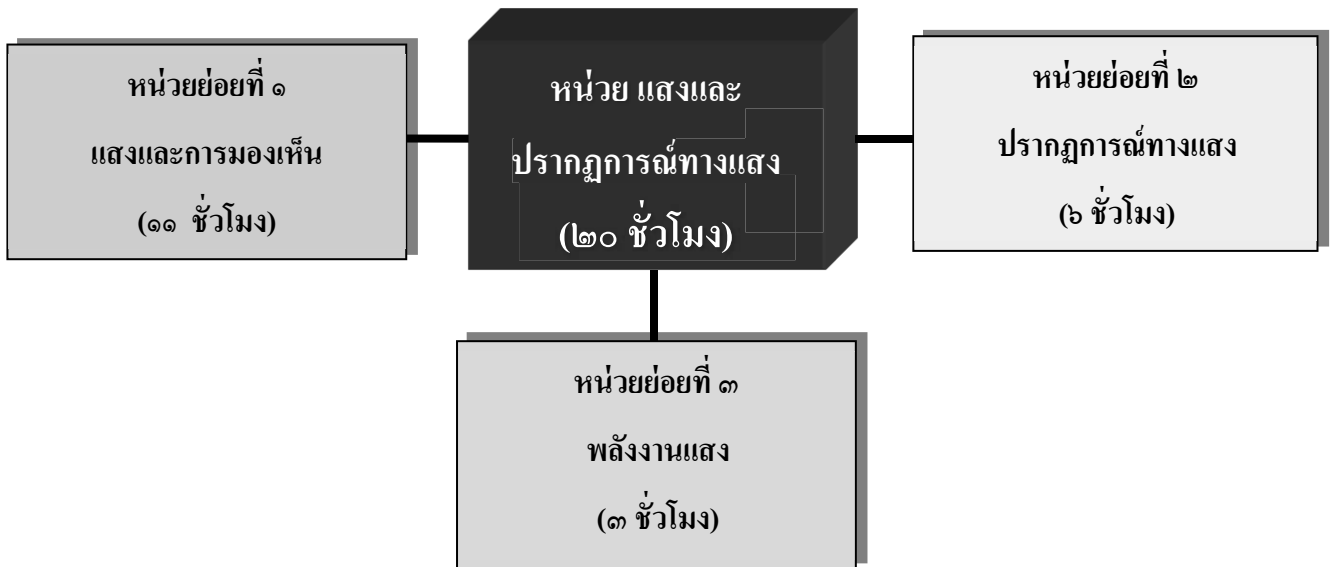 หน่วยย่อยที่ ๑
แสงและการมองเห็น
(๑๑ ชั่วโมง)
หน่วย แสงและ
ปรากฏการณ์ทางแสง
(๒๐ ชั่วโมง)
หน่วยย่อยที่ ๒
ปรากฏการณ์ทางแสง
(๖ ชั่วโมง)
หน่วยย่อยที่ ๓
พลังงานแสง
(๓ ชั่วโมง)